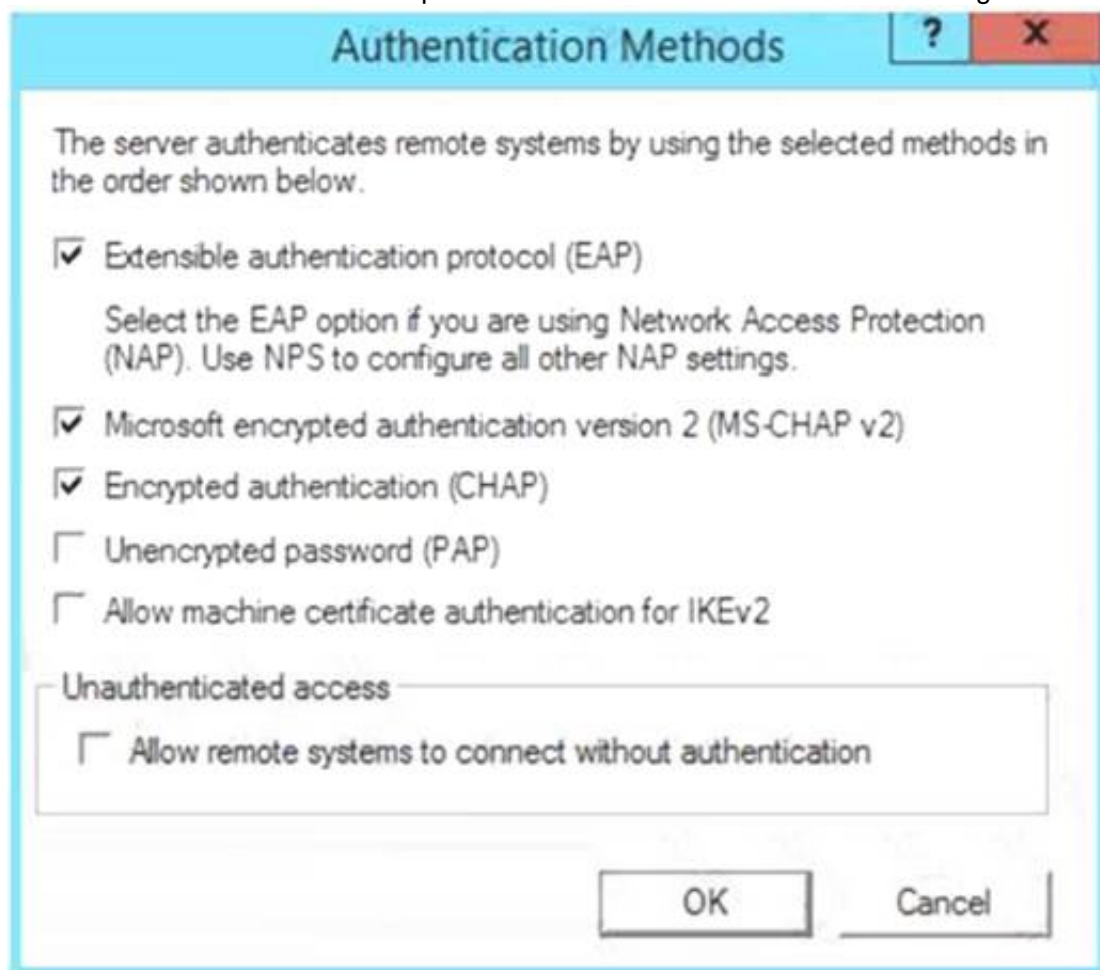 Authentication Methods
?
x
The server authenticates remote systems by using the selected methods in
the order shown below.
Extensible authentication protocol (EAP)
Select the EAP option if you are using Network Access Protection
(NAP). Use NPS to configure all other NAP settings.
Microsoft encrypted authentication version 2 (MS-CHAP v2)
Encrypted authentication (CHAP)
Unencrypted password (PAP)
Allow machine certificate authentication for IKEv2
Unauthenticated access
Allow remote systems to connect without authentication
OK
Cancel